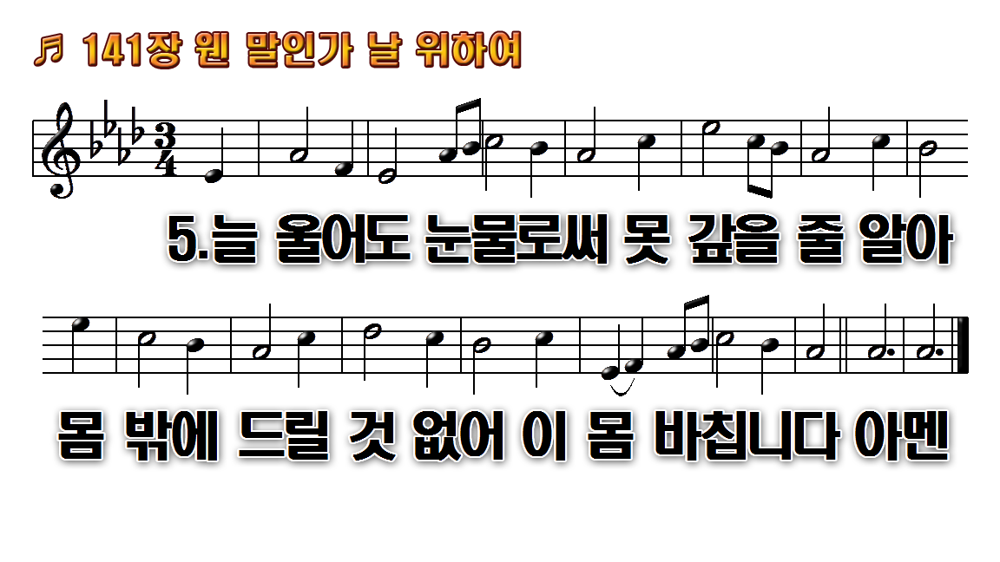 ♬ 141장 웬 말인가 날 위하여
3
4
5.늘 울어도 눈물로써 못 갚을 줄 알아
몸 밖에 드릴 것 없어 이 몸 바칩니다 아멘